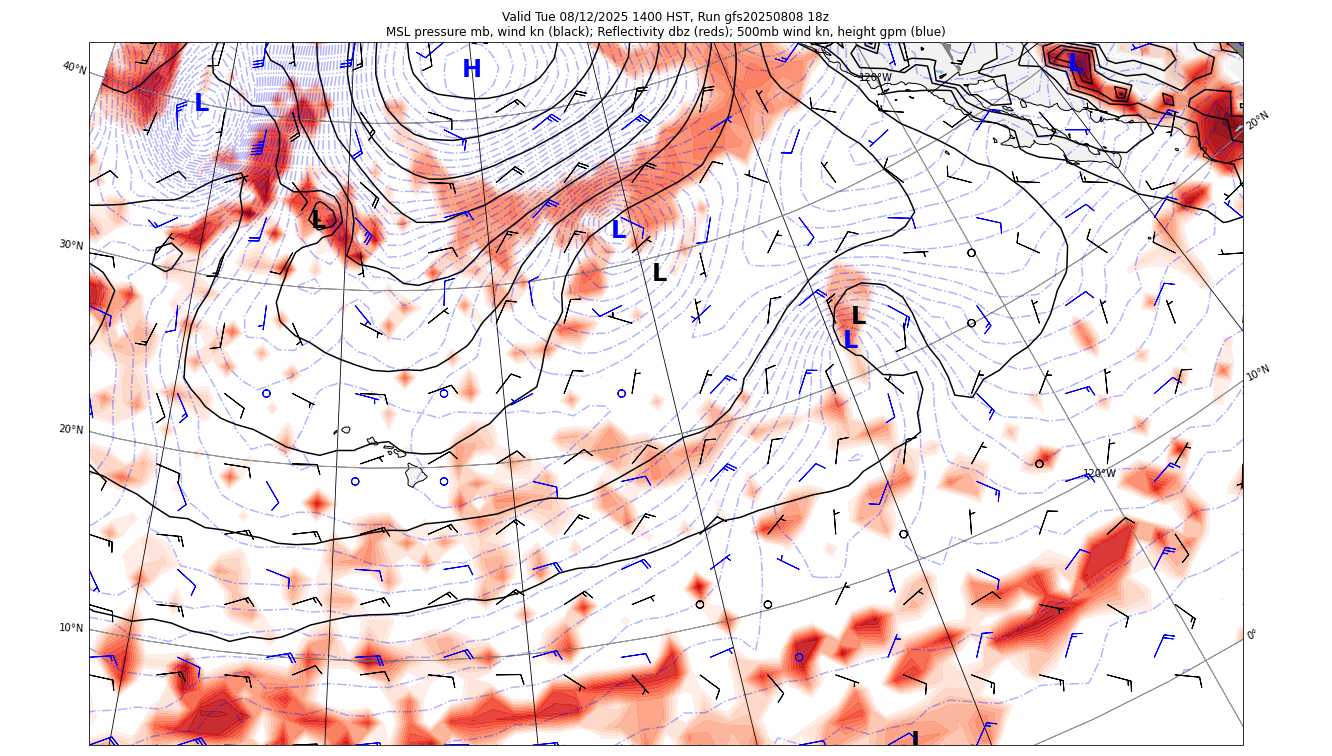 Valid Tue 08/12/2025 1400 HST, Run gfs20250808 18z
MSL pressure mb, wind kn (black); Reflectivity dbz (reds); 500mb wind kn, height gpm (blue)
40°N
H
L
120°W
L
20°N
L
30°N
L
L
L
L
10°N
20°N
120°W
10°N
0°
L